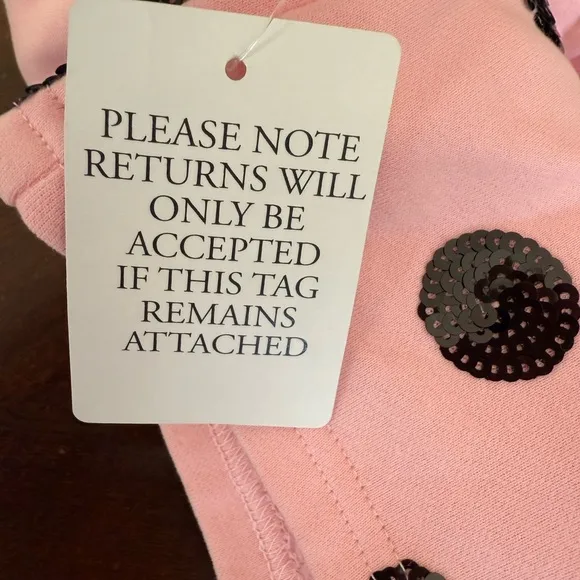 PLEASE NOTE
RETURNS WILL
ONLY BE
ACCEPTED
IF THIS TAG
REMAINS
ATTACHED